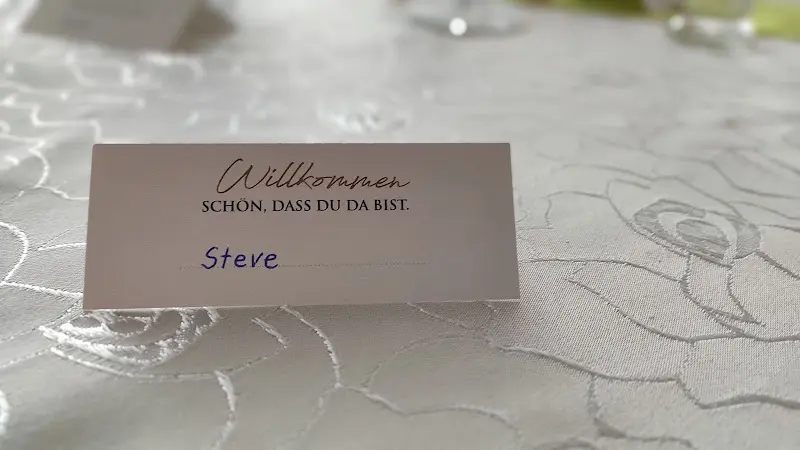 Willkommen
SCHÖN, DASS DU DA BIST.
Steve